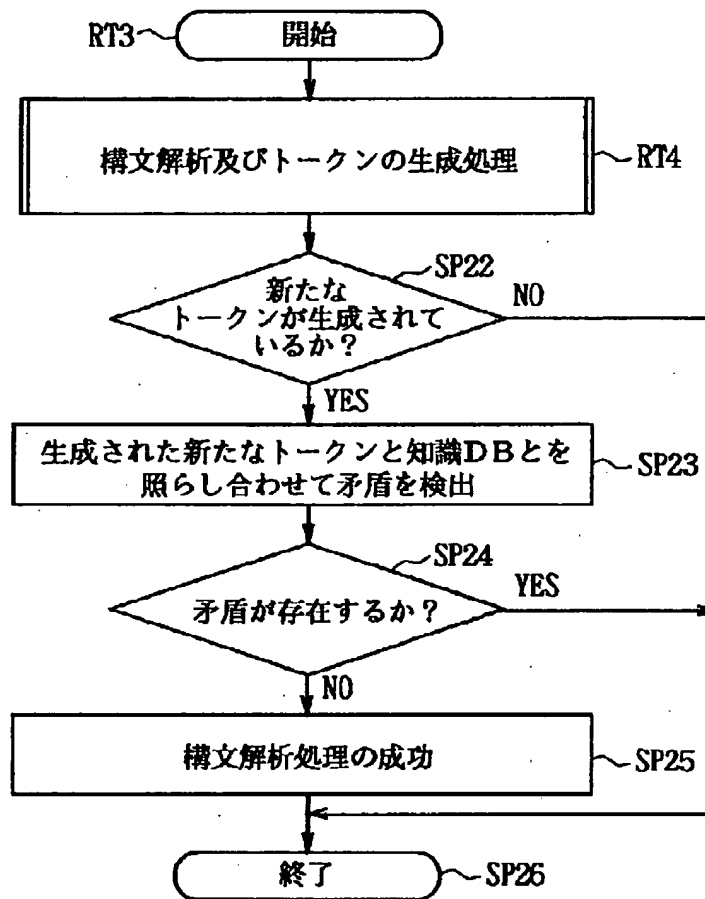 RT3
開始
構文解析及びトークンの生成処理
RT4
SP22
新たな
トークンが生成されて
いるか？
NO
YES
生成された新たなトークンと知識DBとを
照らし合わせて矛盾を検出
SP23
SP24
矛盾が存在するか？
YES
NO
構文解析処理の成功
SP25
終了
SP26